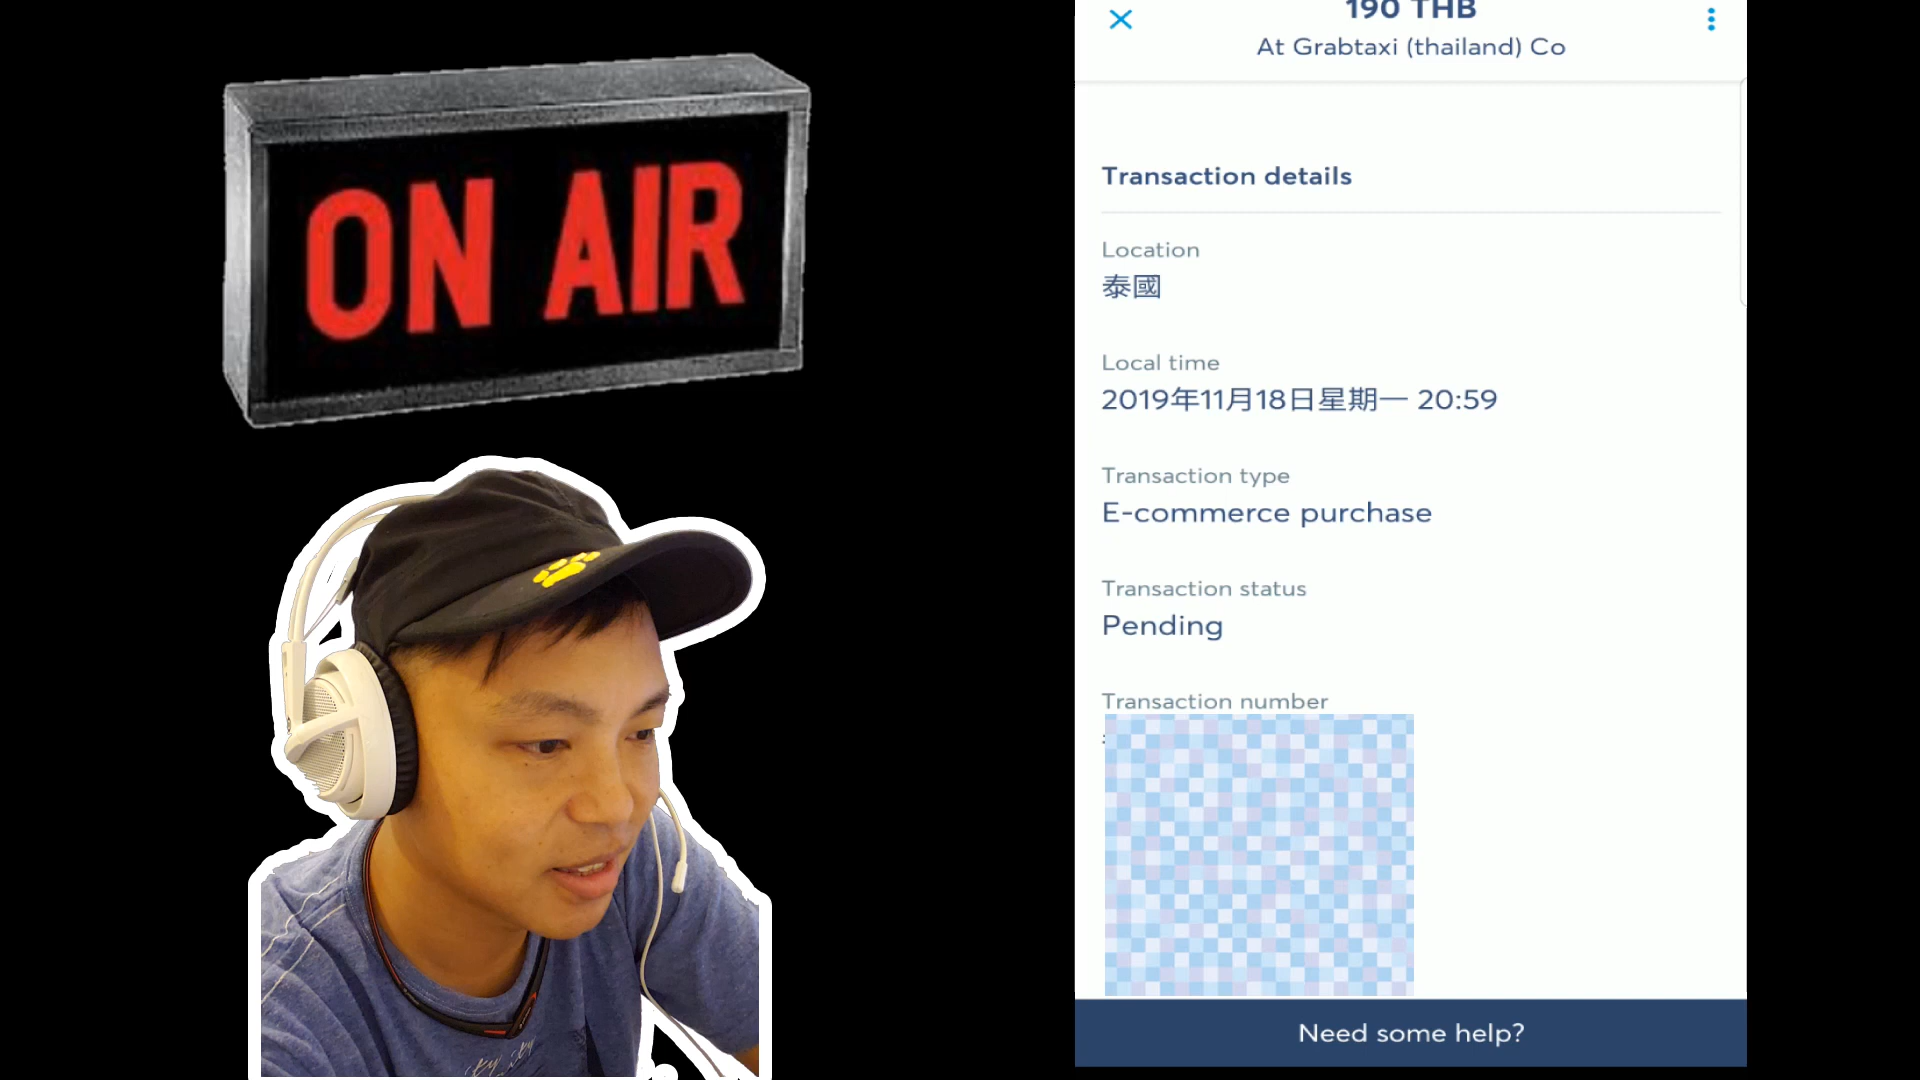 ON AIR
190 THB
At Grabtaxi (thailand) Co
Transaction details
Location
泰國
Local time
2019年11月18日星期一 20:59
Transaction type
E-commerce purchase
Transaction status
Pending
Transaction number
Need some help?